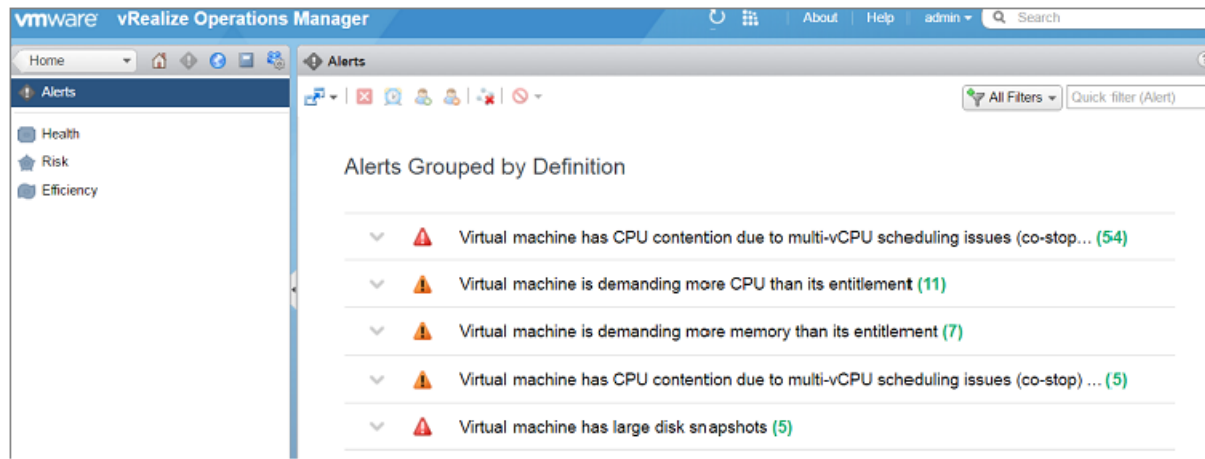 vmware vRealize Operations Manager About Help admin Search
Home Alerts
Alerts
All Filters Quick filter (Alert)
Health
Risk
Efficiency
Alerts Grouped by Definition
Virtual machine has CPU contention due to multi-vCPU scheduling issues (co-stop... (54)
Virtual machine is demanding more CPU than its entitlement (11)
Virtual machine is demanding more memory than its entitlement (7)
Virtual machine has CPU contention due to multi-vCPU scheduling issues (co-stop) ... (5)
Virtual machine has large disk snapshots (5)